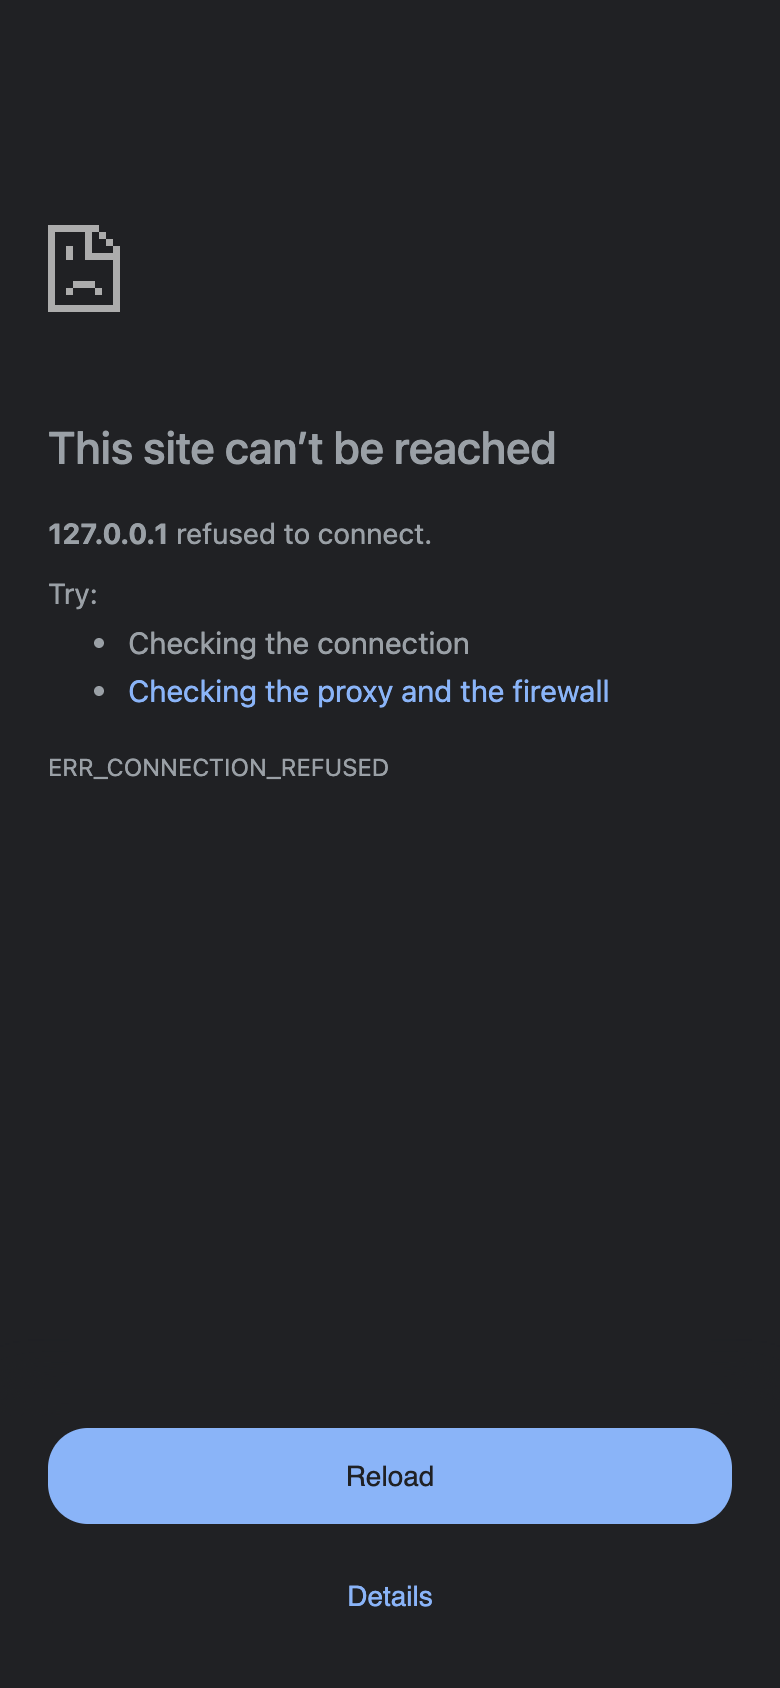 This site can’t be reached
127.0.0.1 refused to connect.
Try:
Checking the connection
Checking the proxy and the firewall
ERR_CONNECTION_REFUSED
Reload
Details